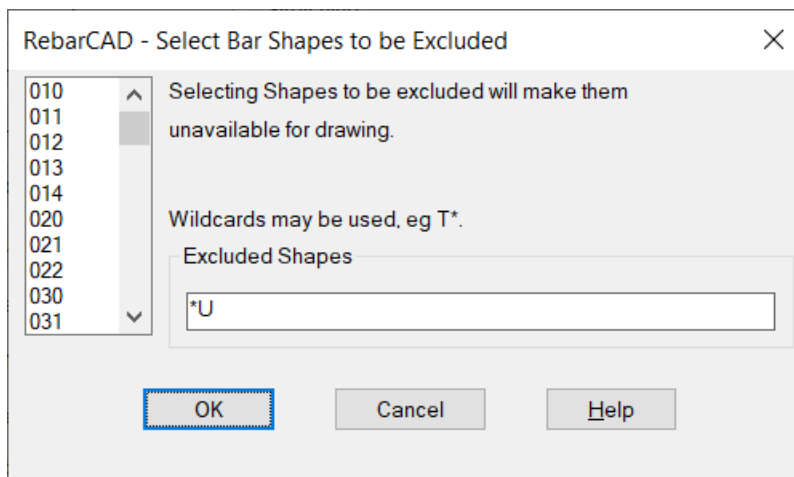 RebarCAD - Select Bar Shapes to be Excluded
010
011
012
013
014
020
021
022
030
031
Selecting Shapes to be excluded will make them
unavailable for drawing.
Wildcards may be used, eg T*.
Excluded Shapes
*U
OK
Cancel
Help